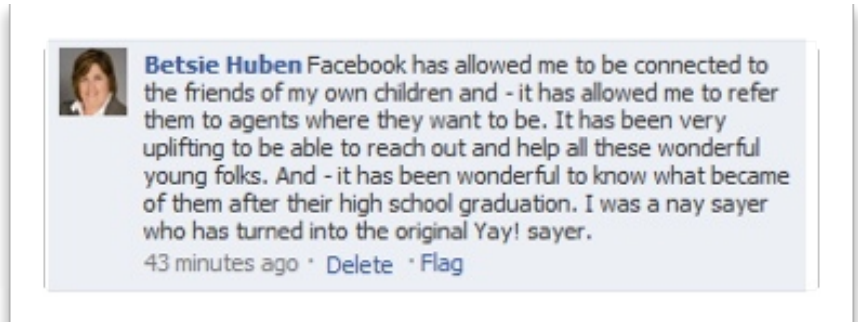 Betsie Huben Facebook has allowed me to be connected to
the friends of my own children and - it has allowed me to refer
them to agents where they want to be. It has been very
uplifting to be able to reach out and help all these wonderful
young folks. And - it has been wonderful to know what became
of them after their high school graduation. I was a nay sayer
who has turned into the original Yay! sayer.
43 minutes ago · Delete · Flag